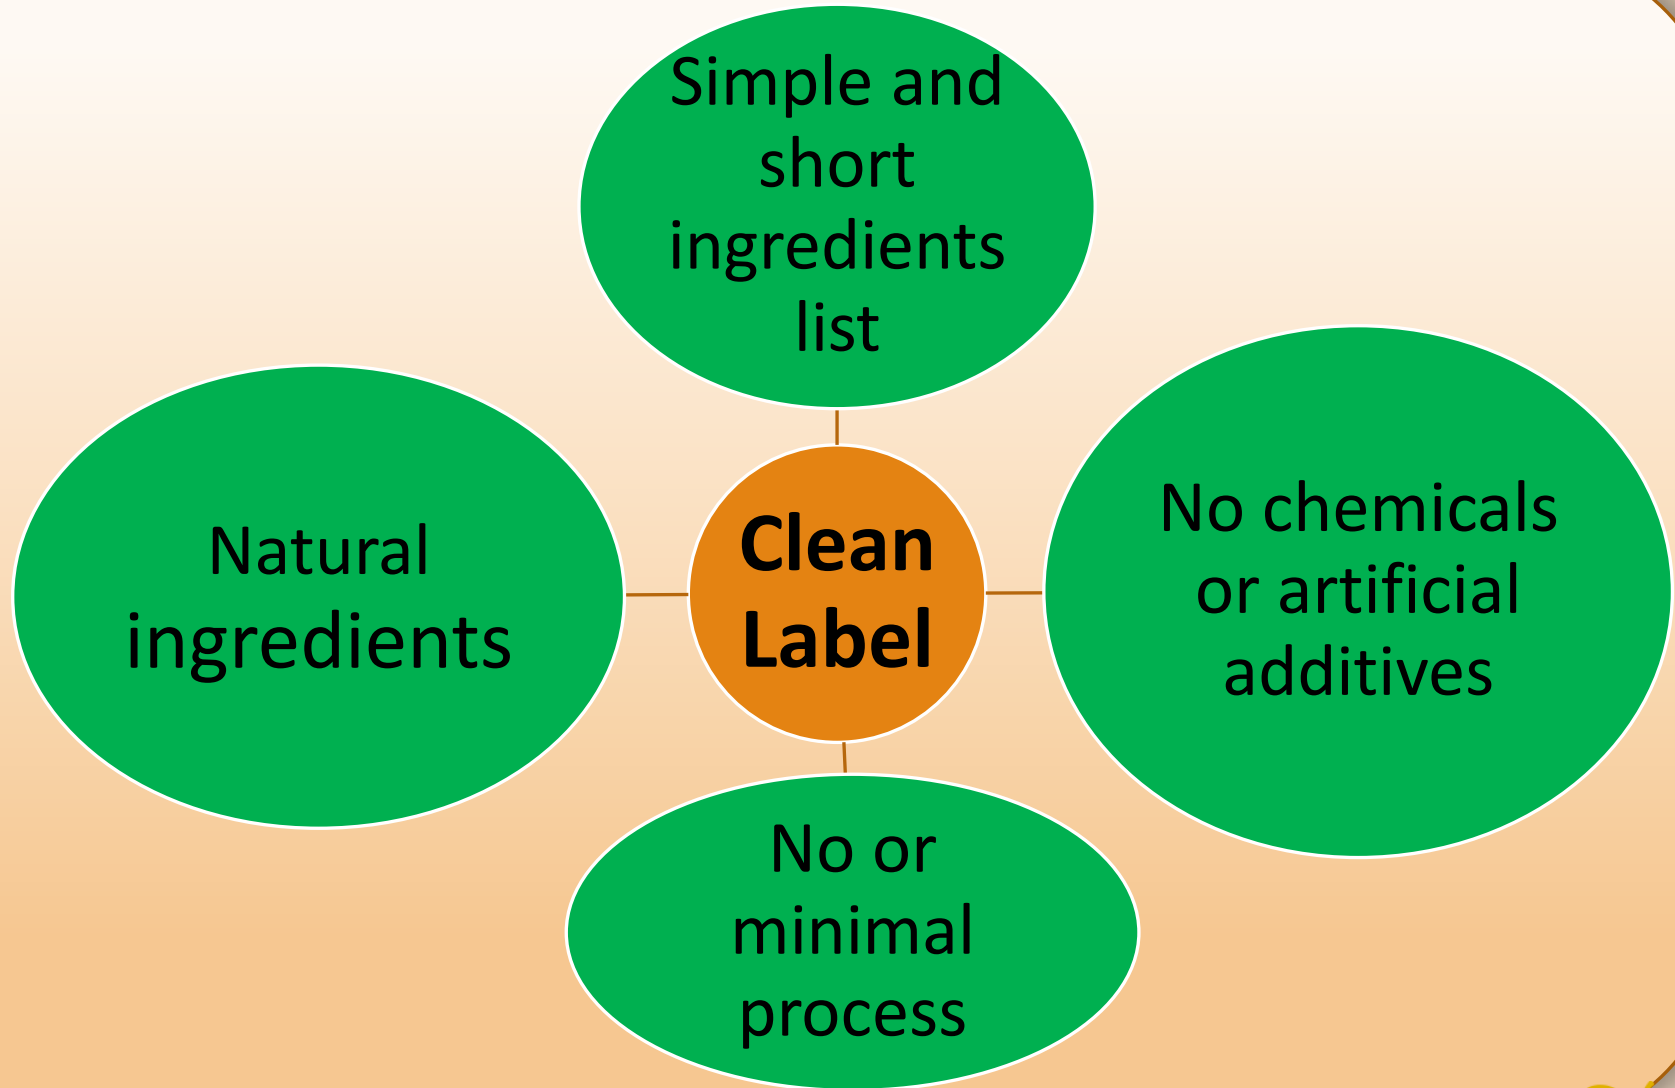 Simple and
short
ingredients
list
Natural
ingredients
Clean
Label
No chemicals
or artificial
additives
No or
minimal
process